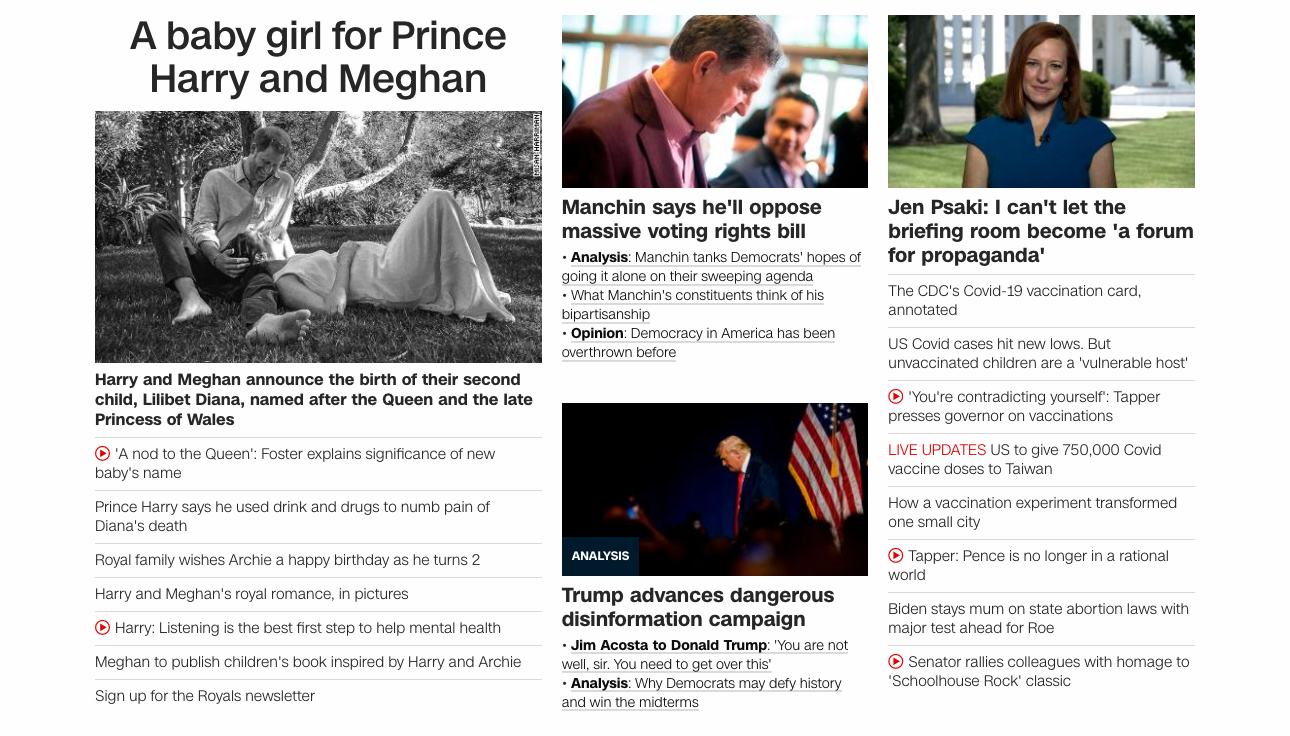 A baby girl for Prince
Harry and Meghan
MISAN HARRIMAN
Harry and Meghan announce the birth of their second
child, Lilibet Diana, named after the Queen and the late
Princess of Wales
'A nod to the Queen': Foster explains significance of new
baby's name
Prince Harry says he used drink and drugs to numb pain of
Diana's death
Royal family wishes Archie a happy birthday as he turns 2
Harry and Meghan's royal romance, in pictures
Harry: Listening is the best first step to help mental health
Meghan to publish children's book inspired by Harry and Archie
Sign up for the Royals newsletter
Manchin says he'll oppose
massive voting rights bill
• Analysis: Manchin tanks Democrats' hopes of
going it alone on their sweeping agenda
• What Manchin's constituents think of his
bipartisanship
• Opinion: Democracy in America has been
overthrown before
ANALYSIS
Trump advances dangerous
disinformation campaign
• Jim Acosta to Donald Trump: 'You are not
well, sir. You need to get over this'
• Analysis: Why Democrats may defy history
and win the midterms
Jen Psaki: I can't let the
briefing room become 'a forum
for propaganda'
The CDC's Covid-19 vaccination card,
annotated
US Covid cases hit new lows. But
unvaccinated children are a 'vulnerable host'
'You're contradicting yourself': Tapper
presses governor on vaccinations
LIVE UPDATES US to give 750,000 Covid
vaccine doses to Taiwan
How a vaccination experiment transformed
one small city
Tapper: Pence is no longer in a rational
world
Biden stays mum on state abortion laws with
major test ahead for Roe
Senator rallies colleagues with homage to
'Schoolhouse Rock' classic